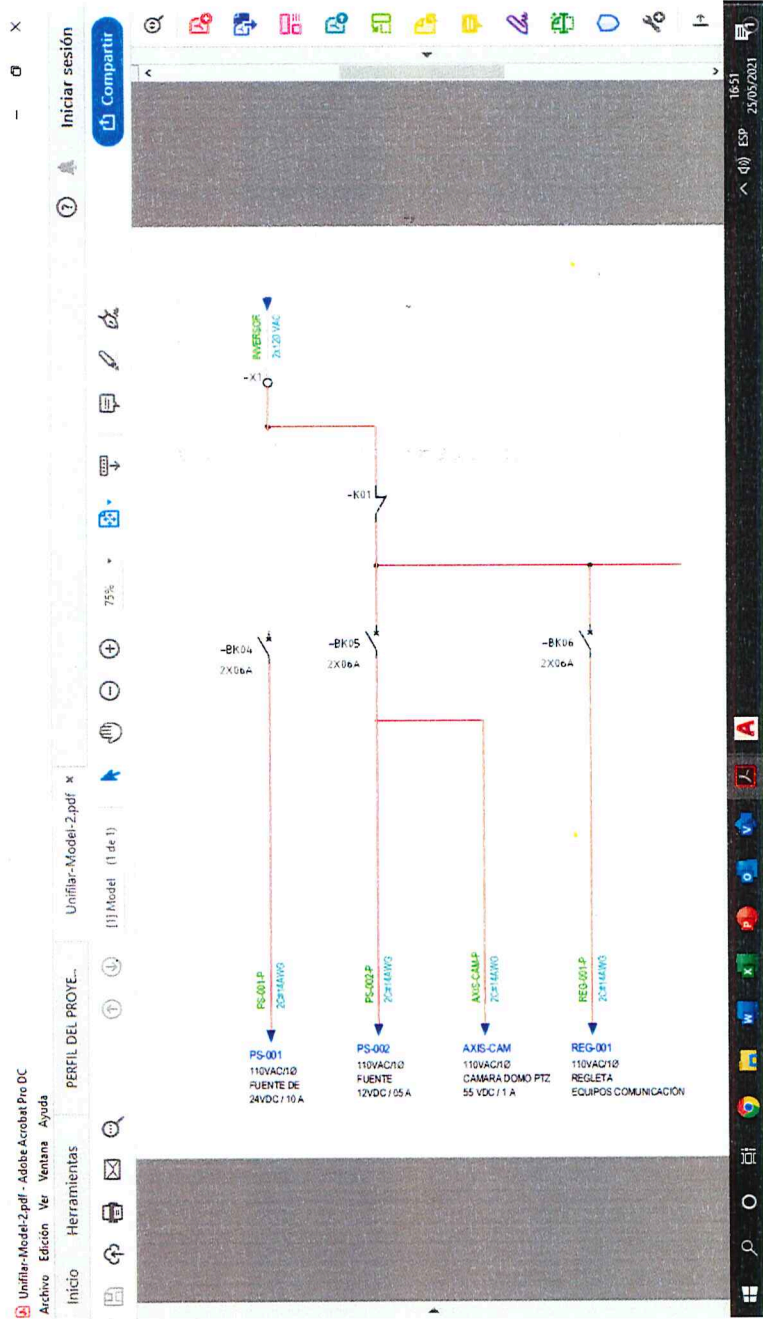 Unifilar-Model-2.pdf - Adobe Acrobat Pro DC
Archivo Edición Ver Ventana Ayuda
Inicio Herramientas PERFIL DEL PROYE... Unifilar-Model-2.pdf × Iniciar sesión
[1] Model (1 de 1) 75% Compartir
INVERSOR
2x120 VAC
-X1
-K01
-BK04
2X06A
-BK05
2X06A
-BK06
2X06A
PS-001-P
2C#14AWG
PS-002-P
2C#14AWG
AXIS-CAM-P
2C#14AWG
REG-001-P
2C#14AWG
PS-001
110VAC/1Ø
FUENTE DE
24VDC / 10 A
PS-002
110VAC/1Ø
FUENTE
12VDC / 05 A
AXIS-CAM
110VAC/1Ø
CAMARA DOMO PTZ
55 VDC / 1 A
REG-001
110VAC/1Ø
REGLETA
EQUIPOS COMUNICACIÓN
ESP
16:51
25/05/2021